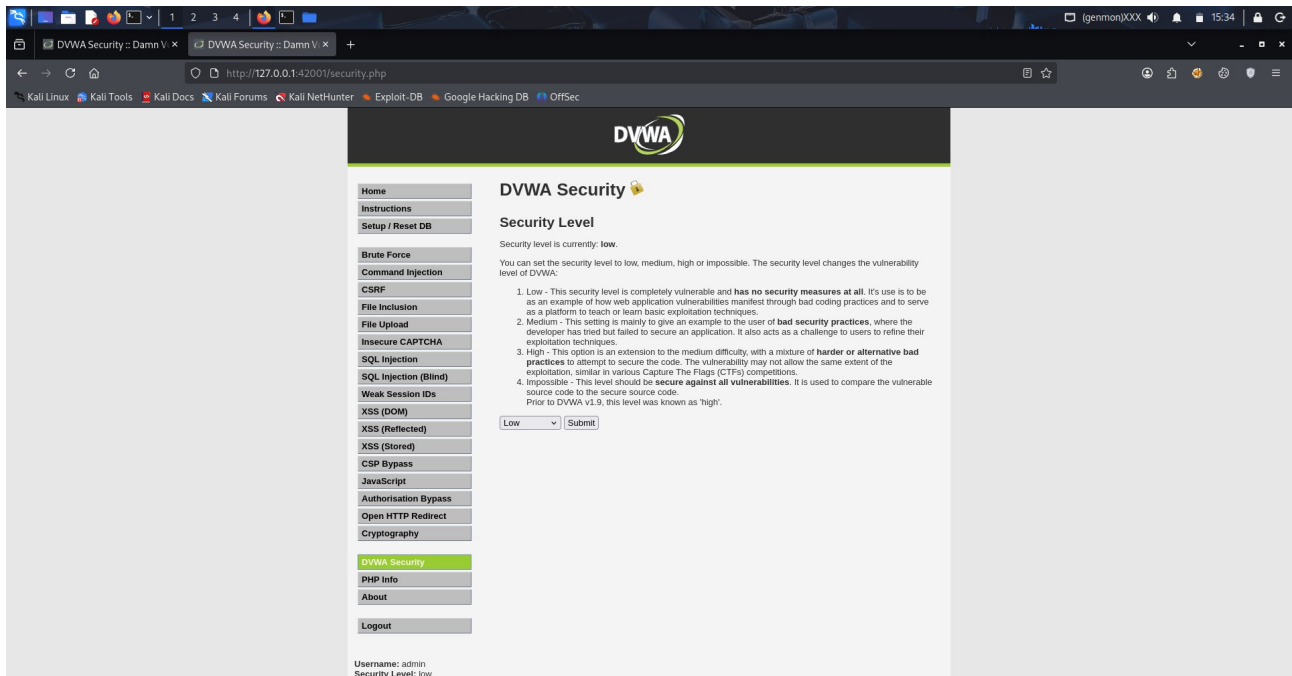 1 2 3 4
(genmon)XXX
15:34
DVWA Security :: Damn Vu
DVWA Security :: Damn Vu
http://127.0.0.1:42001/security.php
Kali Linux Kali Tools Kali Docs Kali Forums Kali NetHunter Exploit-DB Google Hacking DB OffSec
DVWA
Home
Instructions
Setup / Reset DB
Brute Force
Command Injection
CSRF
File Inclusion
File Upload
Insecure CAPTCHA
SQL Injection
SQL Injection (Blind)
Weak Session IDs
XSS (DOM)
XSS (Reflected)
XSS (Stored)
CSP Bypass
JavaScript
Authorisation Bypass
Open HTTP Redirect
Cryptography
DVWA Security
PHP Info
About
Logout
Username: admin
Security Level: low
DVWA Security
Security Level
Security level is currently: low.
You can set the security level to low, medium, high or impossible. The security level changes the vulnerability
level of DVWA:
1. Low - This security level is completely vulnerable and has no security measures at all. It's use is to be
as an example of how web application vulnerabilities manifest through bad coding practices and to serve
as a platform to teach or learn basic exploitation techniques.
2. Medium - This setting is mainly to give an example to the user of bad security practices, where the
developer has tried but failed to secure an application. It also acts as a challenge to users to refine their
exploitation techniques.
3. High - This option is an extension to the medium difficulty, with a mixture of harder or alternative bad
practices to attempt to secure the code. The vulnerability may not allow the same extent of the
exploitation, similar in various Capture The Flags (CTFs) competitions.
4. Impossible - This level should be secure against all vulnerabilities. It is used to compare the vulnerable
source code to the secure source code.
Prior to DVWA v1.9, this level was known as 'high'.
Low Submit